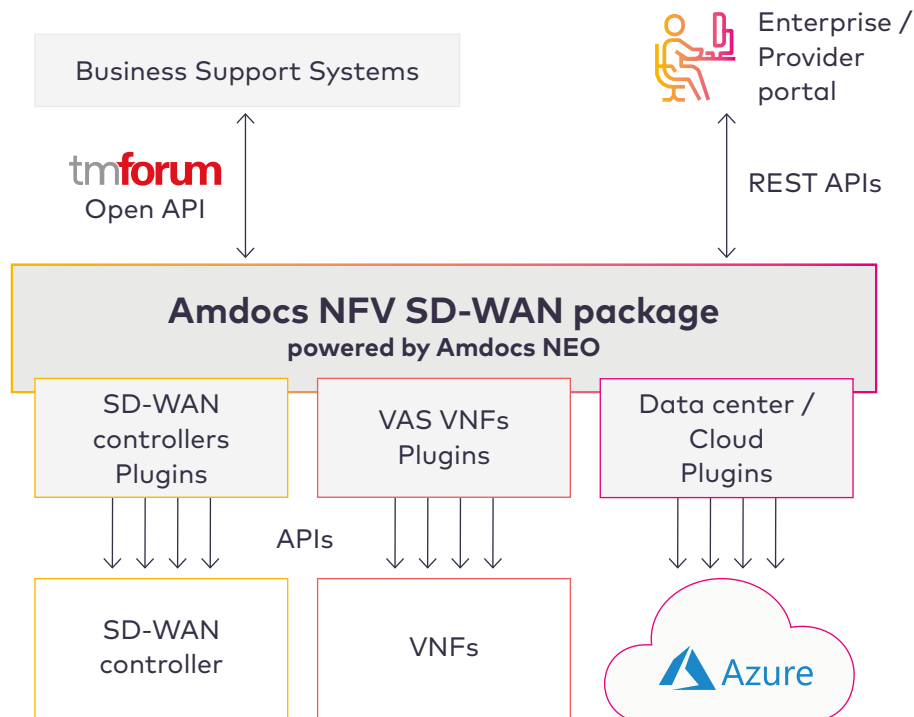 Business Support Systems
Enterprise /
Provider
portal
tmforum
Open API
REST APIs
Amdocs NFV SD-WAN package
powered by Amdocs NEO
SD-WAN
controllers
Plugins
VAS VNFs
Plugins
Data center /
Cloud
Plugins
APIs
SD-WAN
controller
VNFs
Azure